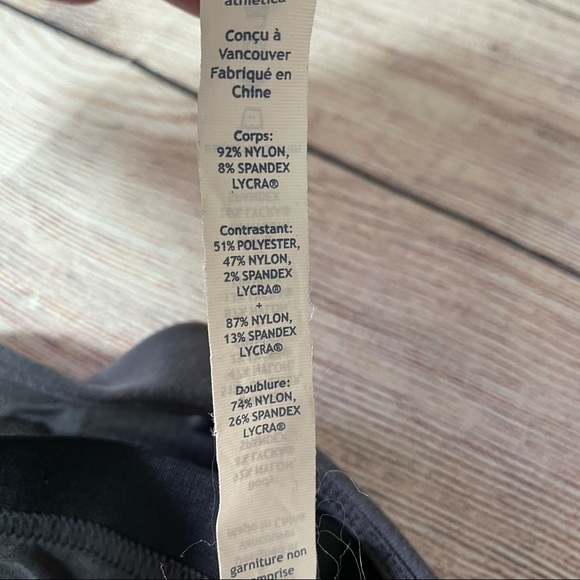 athletica
Conçu à
Vancouver
Fabriqué en
Chine
Corps:
92% NYLON,
8% SPANDEX
LYCRA®
Contrastant:
51% POLYESTER,
47% NYLON,
2% SPANDEX
LYCRA®
+
87% NYLON,
13% SPANDEX
LYCRA®
Doublure:
74% NYLON,
26% SPANDEX
LYCRA®
garniture non